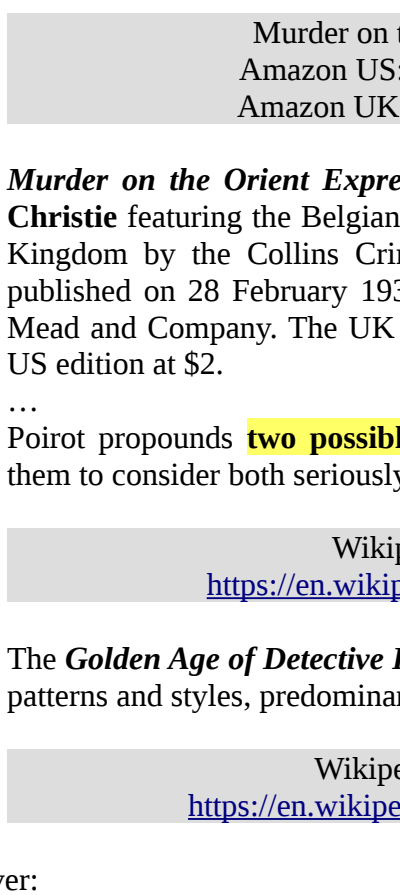 Murder on
Amazon US:
Amazon UK
Murder on the Orient Expre
Christie featuring the Belgian
Kingdom by the Collins Cri
published on 28 February 193
Mead and Company. The UK
US edition at $2.
…
Poirot propounds two possibl
them to consider both seriously
Wikip
https://en.wikip
The Golden Age of Detective
patterns and styles, predomina
Wikipe
https://en.wikipe
ver: